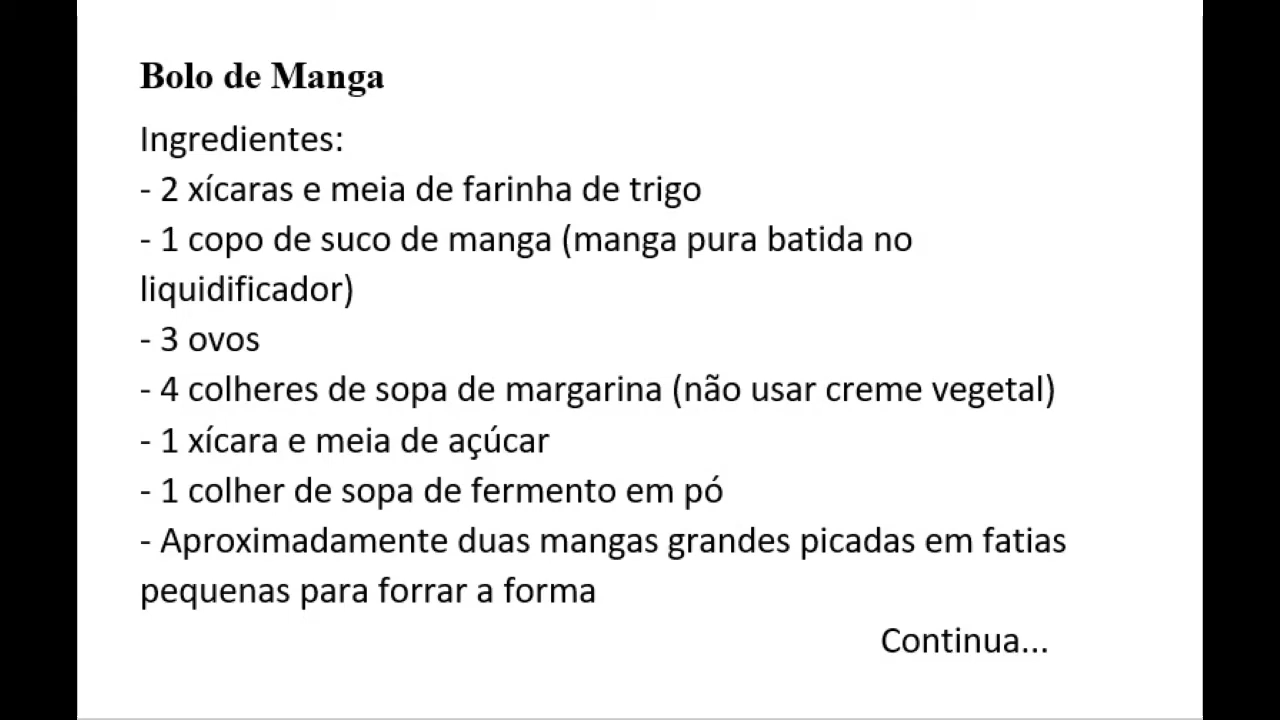 Bolo de Manga
Ingredientes:
- 2 xícaras e meia de farinha de trigo
- 1 copo de suco de manga (manga pura batida no
liquidificador)
- 3 ovos
- 4 colheres de sopa de margarina (não usar creme vegetal)
- 1 xícara e meia de açúcar
- 1 colher de sopa de fermento em pó
- Aproximadamente duas mangas grandes picadas em fatias
pequenas para forrar a forma
Continua...